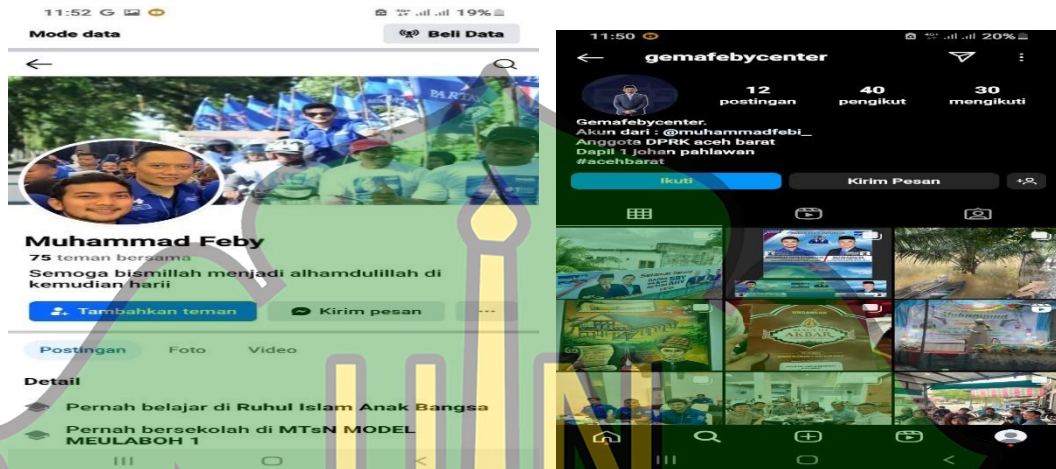 11:52 G
19%
Mode data
Beli Data
PARTAI
Muhammad Feby
75 teman bersama
Semoga bismillah menjadi alhamdulillah di
kemudian harii
Tambahkan teman
Kirim pesan
Postingan Foto Video
Detail
Pernah belajar di Ruhul Islam Anak Bangsa
Pernah bersekolah di MTsN MODEL
MEULABOH 1
11:50
20%
gemafebycenter
12 40 30
postingan pengikut mengikuti
Gemafebycenter.
Akun dari : @muhammadfebi_
Anggota DPRK aceh barat
Dapil 1 johan pahlawan
#acehbarat
Ikuti
Kirim Pesan
AKBAR